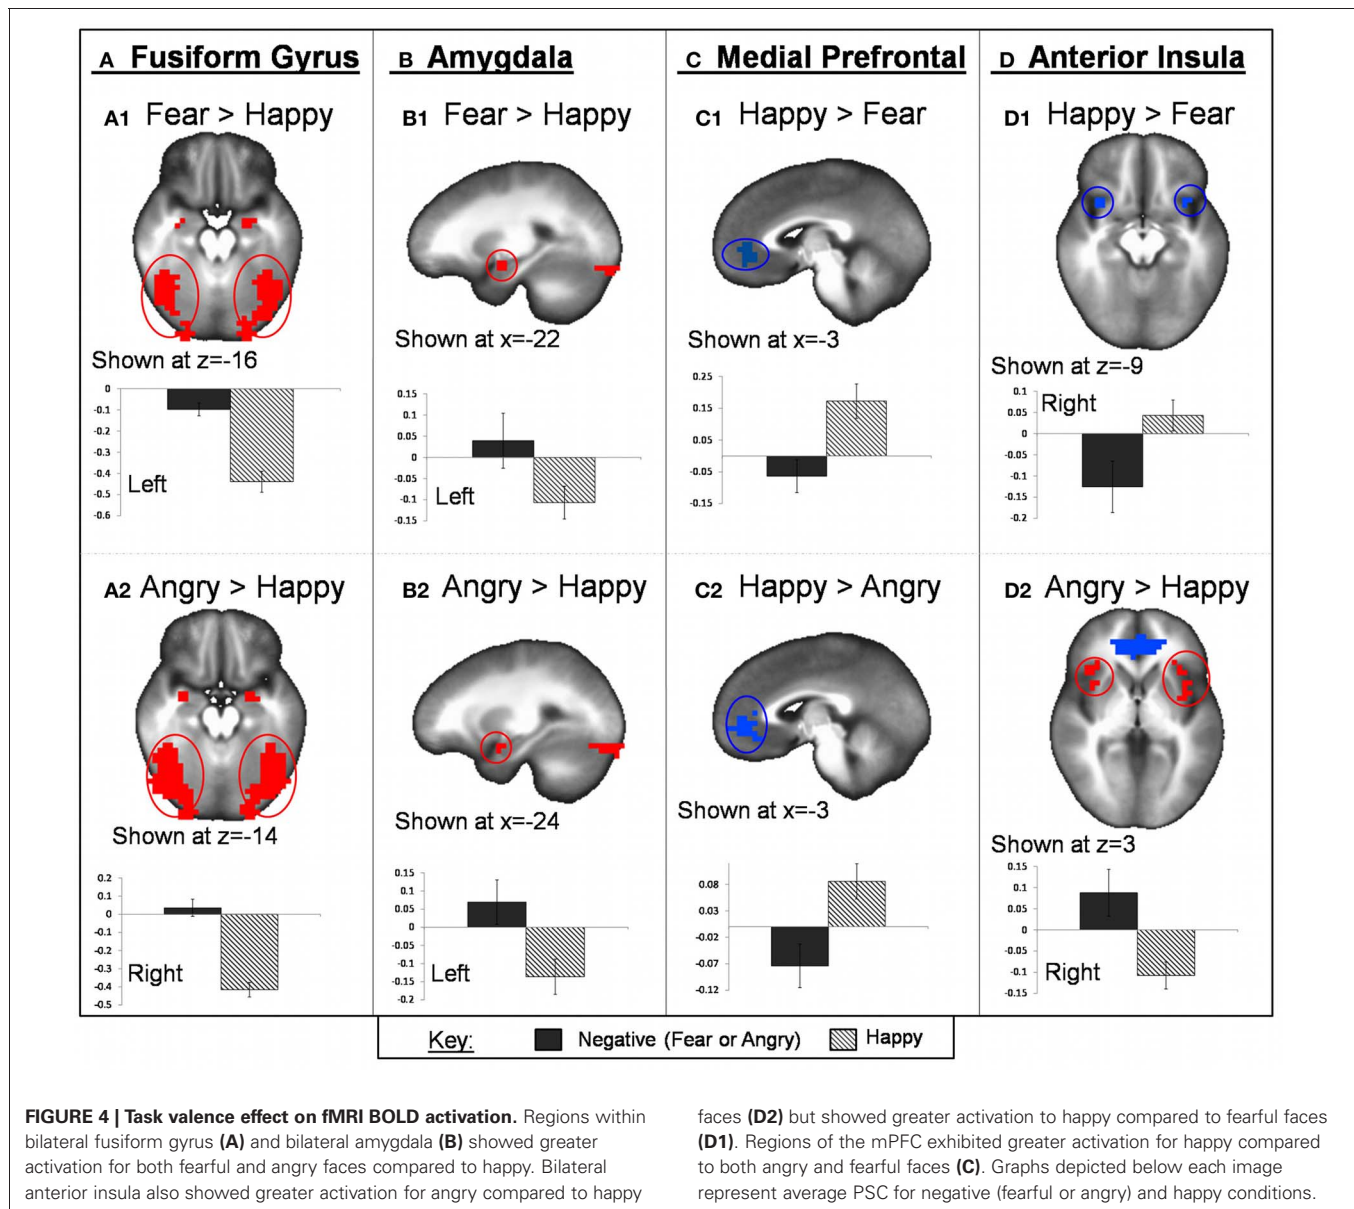 A Fusiform Gyrus
A1 Fear > Happy
Shown at z=-16
0
-0.1
-0.2
-0.3
-0.4
-0.5
-0.6
Left
A2 Angry > Happy
Shown at z=-14
0.2
0.1
0
-0.1
-0.2
-0.3
-0.4
-0.5
Right
B Amygdala
B1 Fear > Happy
Shown at x=-22
0.15
0.1
0.05
0
-0.05
-0.1
-0.15
Left
B2 Angry > Happy
Shown at x=-24
0.15
0.1
0.05
0
-0.05
-0.1
-0.15
-0.2
Left
C Medial Prefrontal
C1 Happy > Fear
Shown at x=-3
0.25
0.15
0.05
-0.05
-0.15
C2 Happy > Angry
Shown at x=-3
0.08
0.03
-0.02
-0.07
-0.12
D Anterior Insula
D1 Happy > Fear
Shown at z=-9
0.1
0.05
0
-0.05
-0.1
-0.15
-0.2
Right
D2 Angry > Happy
Shown at z=3
0.15
0.1
0.05
0
-0.05
-0.1
-0.15
Right
Key: Negative (Fear or Angry) Happy
FIGURE 4 | Task valence effect on fMRI BOLD activation. Regions within
bilateral fusiform gyrus (A) and bilateral amygdala (B) showed greater
activation for both fearful and angry faces compared to happy. Bilateral
anterior insula also showed greater activation for angry compared to happy
faces (D2) but showed greater activation to happy compared to fearful faces
(D1). Regions of the mPFC exhibited greater activation for happy compared
to both angry and fearful faces (C). Graphs depicted below each image
represent average PSC for negative (fearful or angry) and happy conditions.